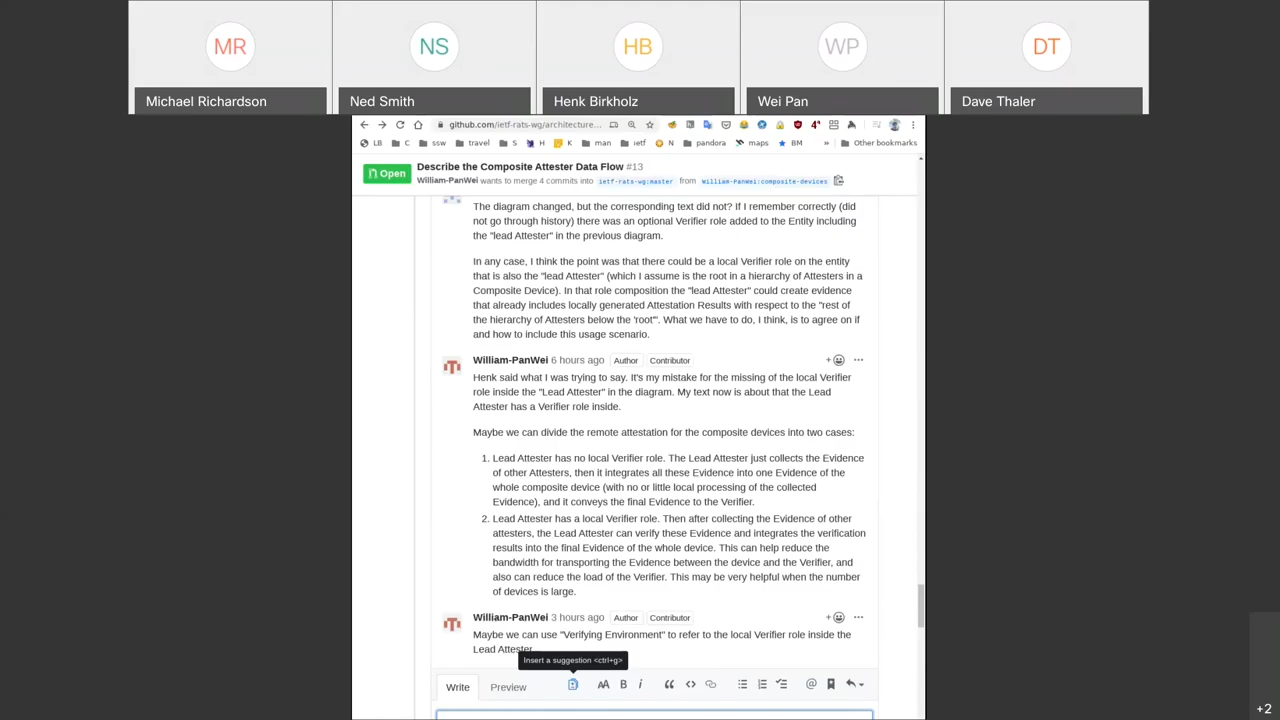 MR
NS
HB
WP
DT
Michael Richardson
Ned Smith
Henk Birkholz
Wei Pan
Dave Thaler
github.com/ietf-rats-wg/architecture...
LB
C
ssw
travel
S
H
K
man
ietf
N
pandora
maps
BM
»
Other bookmarks
Open
Describe the Composite Attester Data Flow #13
William-PanWei wants to merge 4 commits into ietf-rats-wg:master from William-PanWei:composite-devices
The diagram changed, but the corresponding text did not? If I remember correctly (did
not go through history) there was an optional Verifier role added to the Entity including
the "lead Attester" in the previous diagram.
In any case, I think the point was that there could be a local Verifier role on the entity
that is also the "lead Attester" (which I assume is the root in a hierarchy of Attesters in a
Composite Device). In that role composition the "lead Attester" could create evidence
that already includes locally generated Attestation Results with respect to the "rest of
the hierarchy of Attesters below the 'root'". What we have to do, I think, is to agree on if
and how to include this usage scenario.
William-PanWei 6 hours ago Author Contributor
Henk said what I was trying to say. It's my mistake for the missing of the local Verifier
role inside the "Lead Attester" in the diagram. My text now is about that the Lead
Attester has a Verifier role inside.
Maybe we can divide the remote attestation for the composite devices into two cases:
1. Lead Attester has no local Verifier role. The Lead Attester just collects the Evidence
of other Attesters, then it integrates all these Evidence into one Evidence of the
whole composite device (with no or little local processing of the collected
Evidence), and it conveys the final Evidence to the Verifier.
2. Lead Attester has a local Verifier role. Then after collecting the Evidence of other
attesters, the Lead Attester can verify these Evidence and integrates the verification
results into the final Evidence of the whole device. This can help reduce the
bandwidth for transporting the Evidence between the device and the Verifier, and
also can reduce the load of the Verifier. This may be very helpful when the number
of devices is large.
William-PanWei 3 hours ago Author Contributor
Maybe we can use "Verifying Environment" to refer to the local Verifier role inside the
Lead Attester
Insert a suggestion <ctrl+g>
Write
Preview
AA B i
@
+2